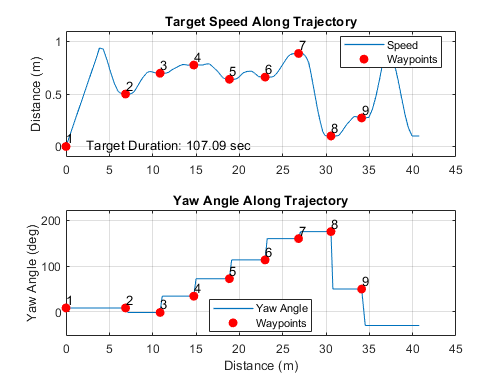 Target Speed Along Trajectory
Distance (m)
1
0.5
0
1
2
3
4
5
6
7
8
9
Speed
Waypoints
Target Duration: 107.09 sec
0 5 10 15 20 25 30 35 40 45
Yaw Angle Along Trajectory
Yaw Angle (deg)
200
100
0
1
2
3
4
5
6
7
8
9
Yaw Angle
Waypoints
0 5 10 15 20 25 30 35 40 45
Distance (m)